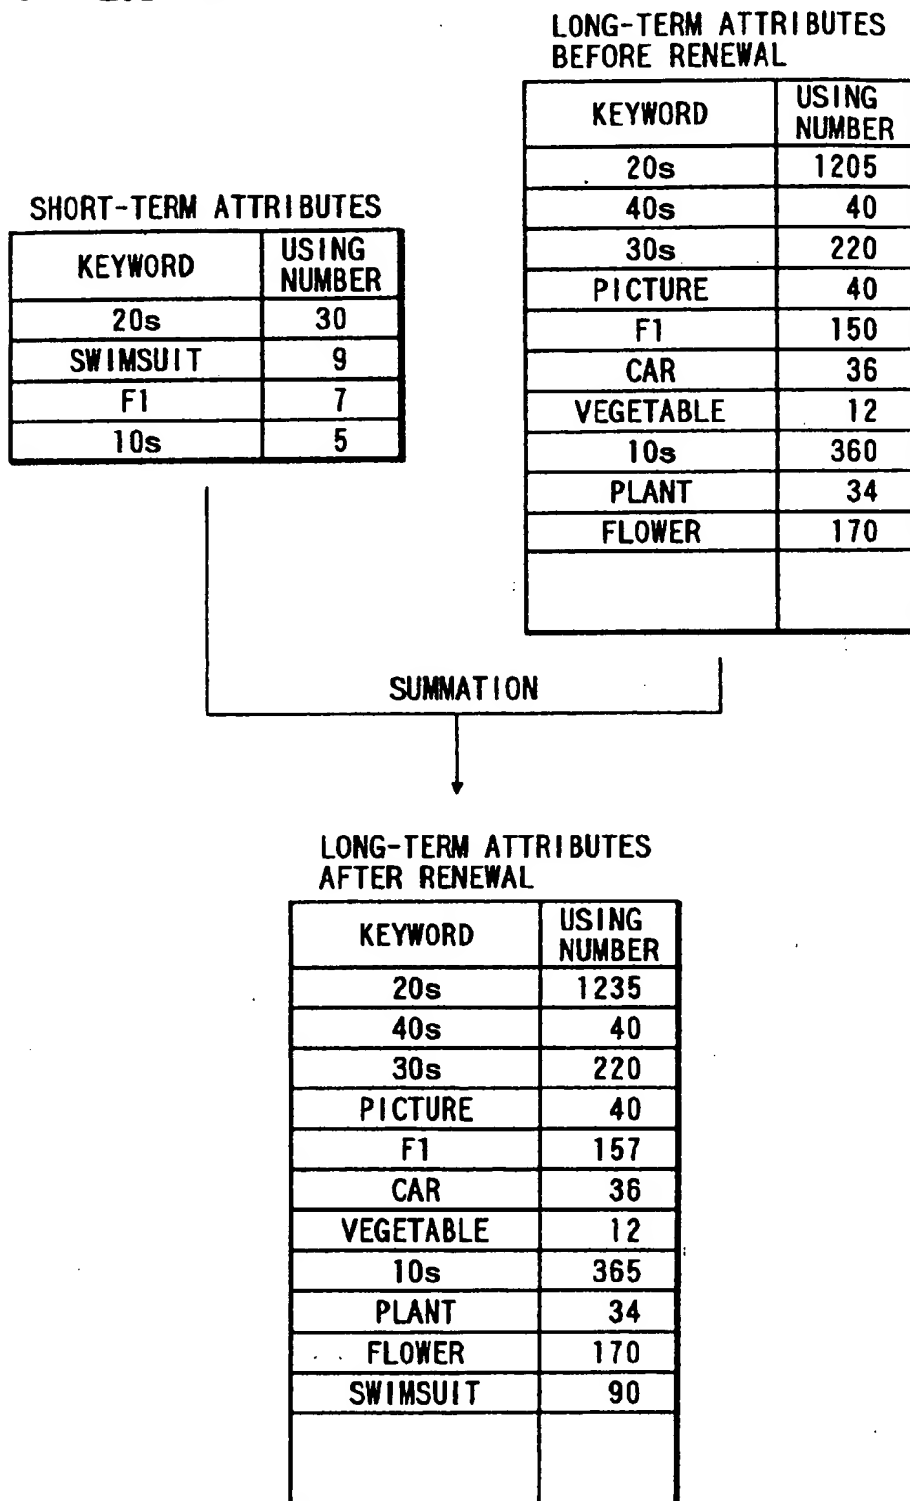 LONG-TERM ATTRIBUTES
BEFORE RENEWAL
KEYWORD USING NUMBER
20s 1205
40s 40
30s 220
PICTURE 40
F1 150
CAR 36
VEGETABLE 12
10s 360
PLANT 34
FLOWER 170
SHORT-TERM ATTRIBUTES
KEYWORD USING NUMBER
20s 30
SWIMSUIT 9
F1 7
10s 5
SUMMATION
LONG-TERM ATTRIBUTES
AFTER RENEWAL
KEYWORD USING NUMBER
20s 1235
40s 40
30s 220
PICTURE 40
F1 157
CAR 36
VEGETABLE 12
10s 365
PLANT 34
FLOWER 170
SWIMSUIT 90